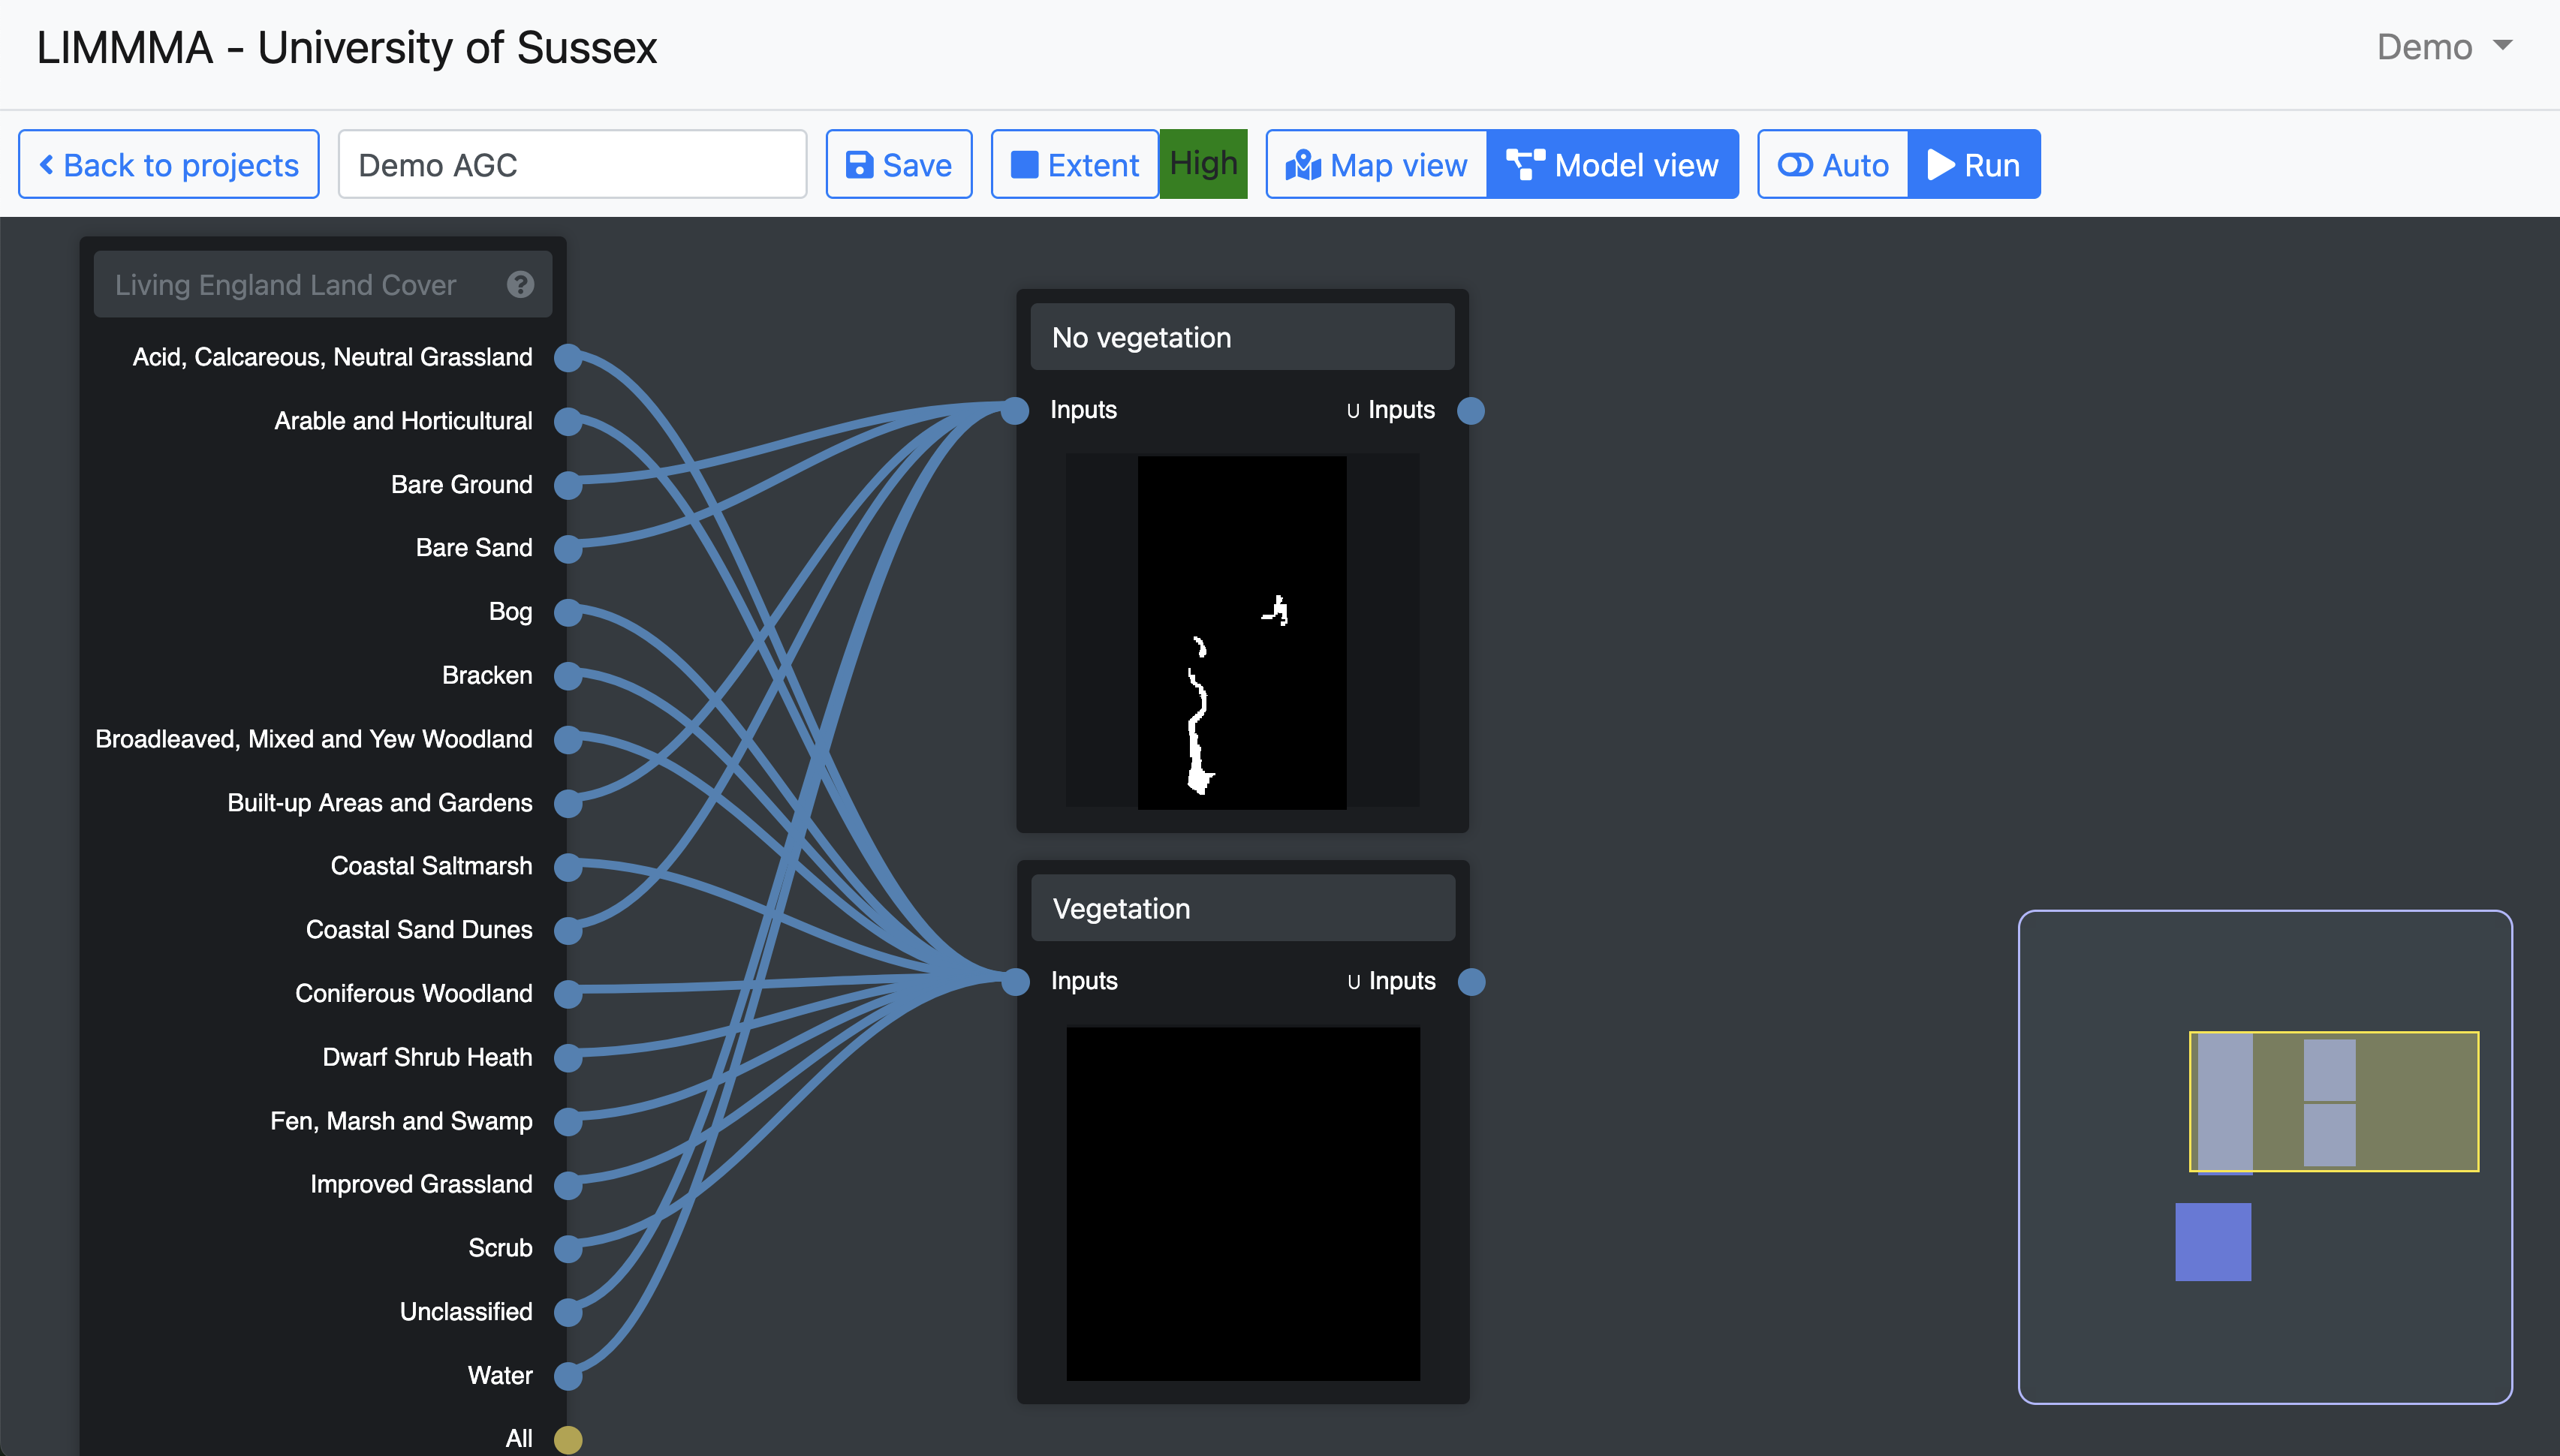 LIMMMA - University of Sussex
Demo
Back to projects
Demo AGC
Save
Extent
High
Map view
Model view
Auto
Run
Living England Land Cover
?
Acid, Calcareous, Neutral Grassland
Arable and Horticultural
Bare Ground
Bare Sand
Bog
Bracken
Broadleaved, Mixed and Yew Woodland
Built-up Areas and Gardens
Coastal Saltmarsh
Coastal Sand Dunes
Coniferous Woodland
Dwarf Shrub Heath
Fen, Marsh and Swamp
Improved Grassland
Scrub
Unclassified
Water
All
No vegetation
Inputs
∪ Inputs
Vegetation
Inputs
∪ Inputs